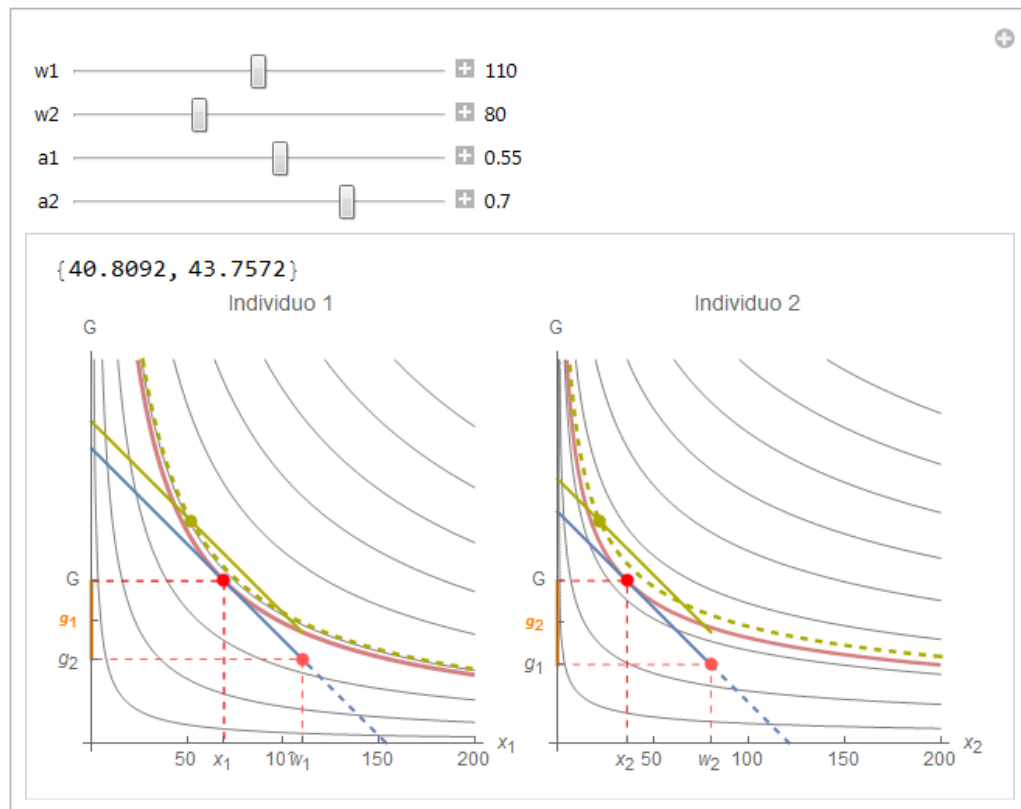 w1 110
w2 80
a1 0.55
a2 0.7
{40.8092, 43.7572}
Individuo 1
G
G
g1
g2
50 x1 100 w1 150 200 x1
Individuo 2
G
G
g2
g1
x2 50 w2 100 150 200 x2